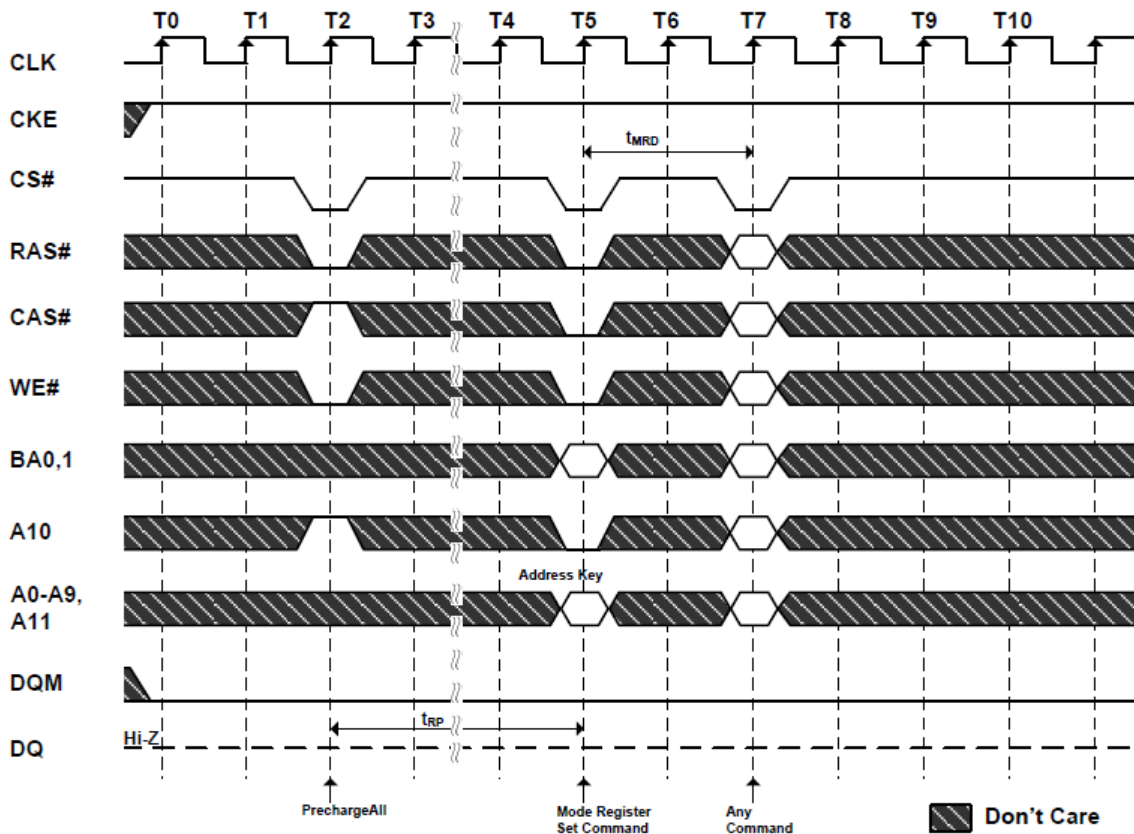 T0 T1 T2 T3 T4 T5 T6 T7 T8 T9 T10
CLK
CKE
tMRD
CS#
RAS#
CAS#
WE#
BA0,1
A10
Address Key
A0-A9,
A11
DQM
tRP
Hi-Z
DQ
PrechargeAll
Mode Register
Set Command
Any
Command
Don't Care